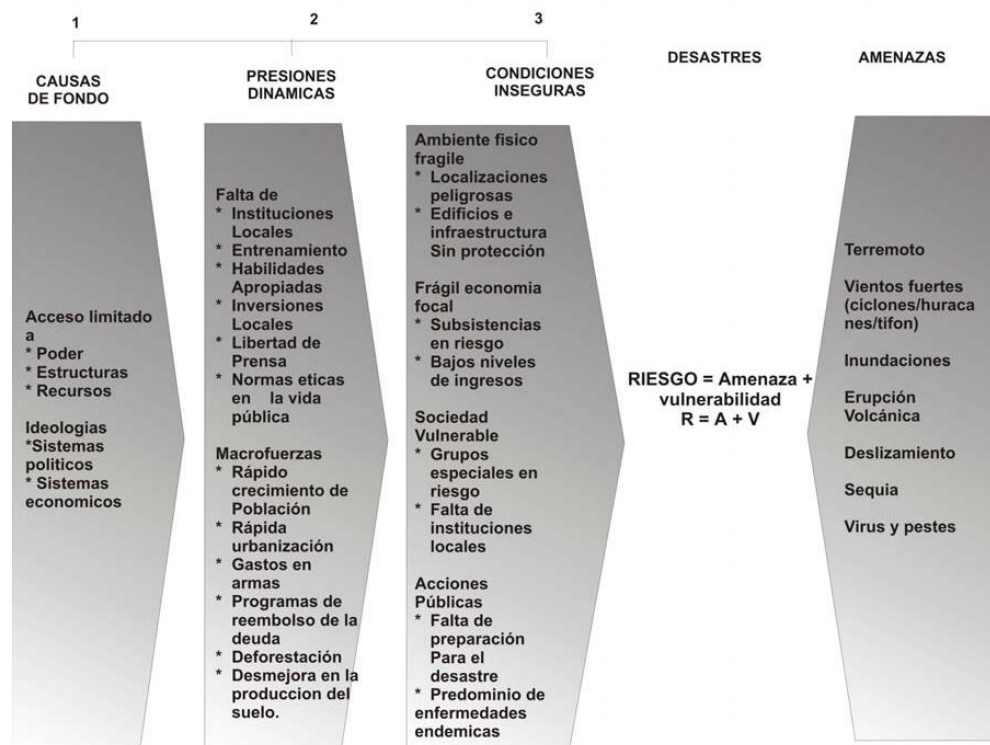 1
2
3
CAUSAS
DE FONDO
PRESIONES
DINAMICAS
CONDICIONES
INSEGURAS
DESASTRES
AMENAZAS
Acceso limitado
a
* Poder
* Estructuras
* Recursos
Ideologias
*Sistemas
politicos
* Sistemas
economicos
Falta de
* Instituciones
Locales
* Entrenamiento
* Habilidades
Apropiadas
* Inversiones
Locales
* Libertad de
Prensa
* Normas eticas
en la vida
pública
Macrofuerzas
* Rápido
crecimiento de
Población
* Rápida
urbanización
* Gastos en
armas
* Programas de
reembolso de la
deuda
* Deforestación
* Desmejora en la
produccion del
suelo.
Ambiente fisico
fragile
* Localizaciones
peligrosas
* Edificios e
infraestructura
Sin protección
Frágil economia
focal
* Subsistencias
en riesgo
* Bajos niveles
de ingresos
Sociedad
Vulnerable
* Grupos
especiales en
riesgo
* Falta de
instituciones
locales
Acciones
Públicas
* Falta de
preparación
Para el
desastre
* Predominio de
enfermedades
endemicas
RIESGO = Amenaza +
vulnerabilidad
R = A + V
Terremoto
Vientos fuertes
(ciclones/huraca
nes/tifon)
Inundaciones
Erupción
Volcánica
Deslizamiento
Sequia
Virus y pestes